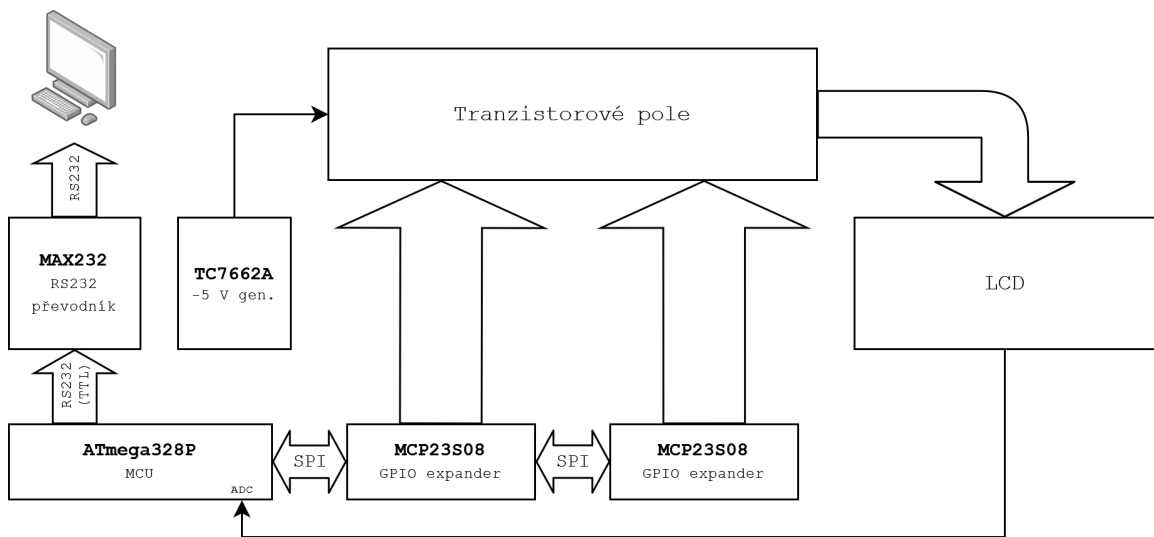 Tranzistorové pole
RS232
MAX232
RS232
převodník
TC7662A
-5 V gen.
LCD
RS232
(TTL)
ATmega328P
MCU
ADC
SPI
MCP23S08
GPIO expander
SPI
MCP23S08
GPIO expander